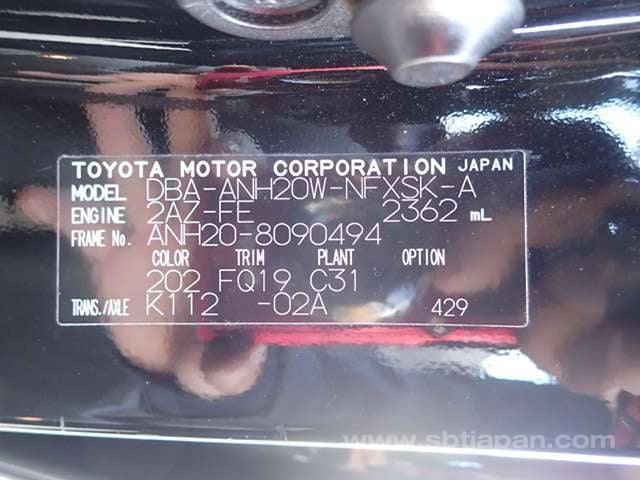 TOYOTA MOTOR CORPORATION JAPAN
MODEL DBA-ANH20W-NFXSK-A
ENGINE 2AZ-FE 2362 mL
FRAME No. ANH20-8090494
COLOR TRIM PLANT OPTION
202 FQ19 C31
TRANS./AXLE K112 -02A 429
www.sbtjapan.com